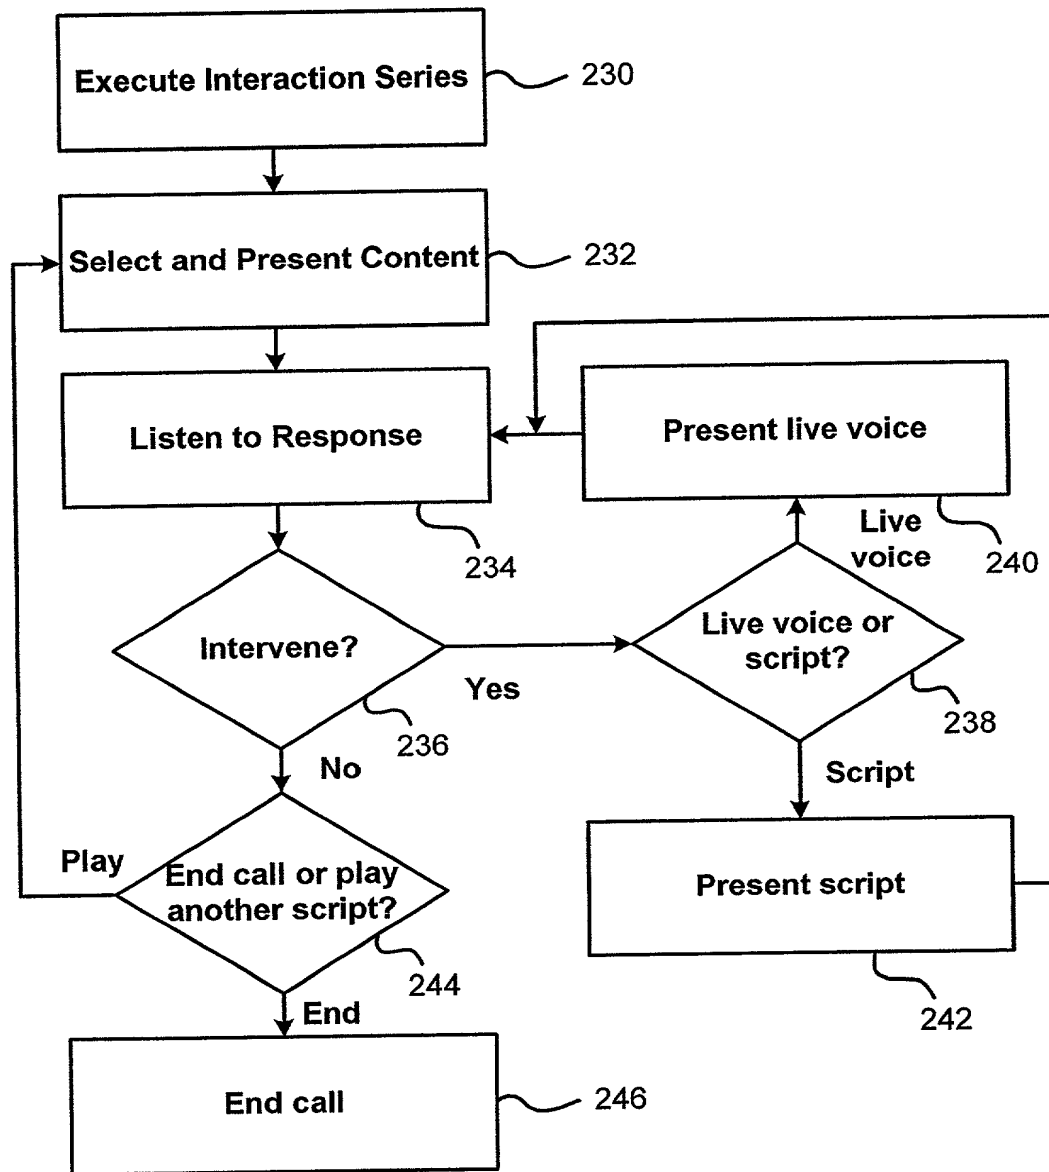 Execute Interaction Series
230
Select and Present Content
232
Listen to Response
234
Present live voice
240
Live
voice
Intervene?
236
Yes
Live voice or
script?
238
No
Script
Play
End call or play
another script?
244
Present script
242
End
End call
246